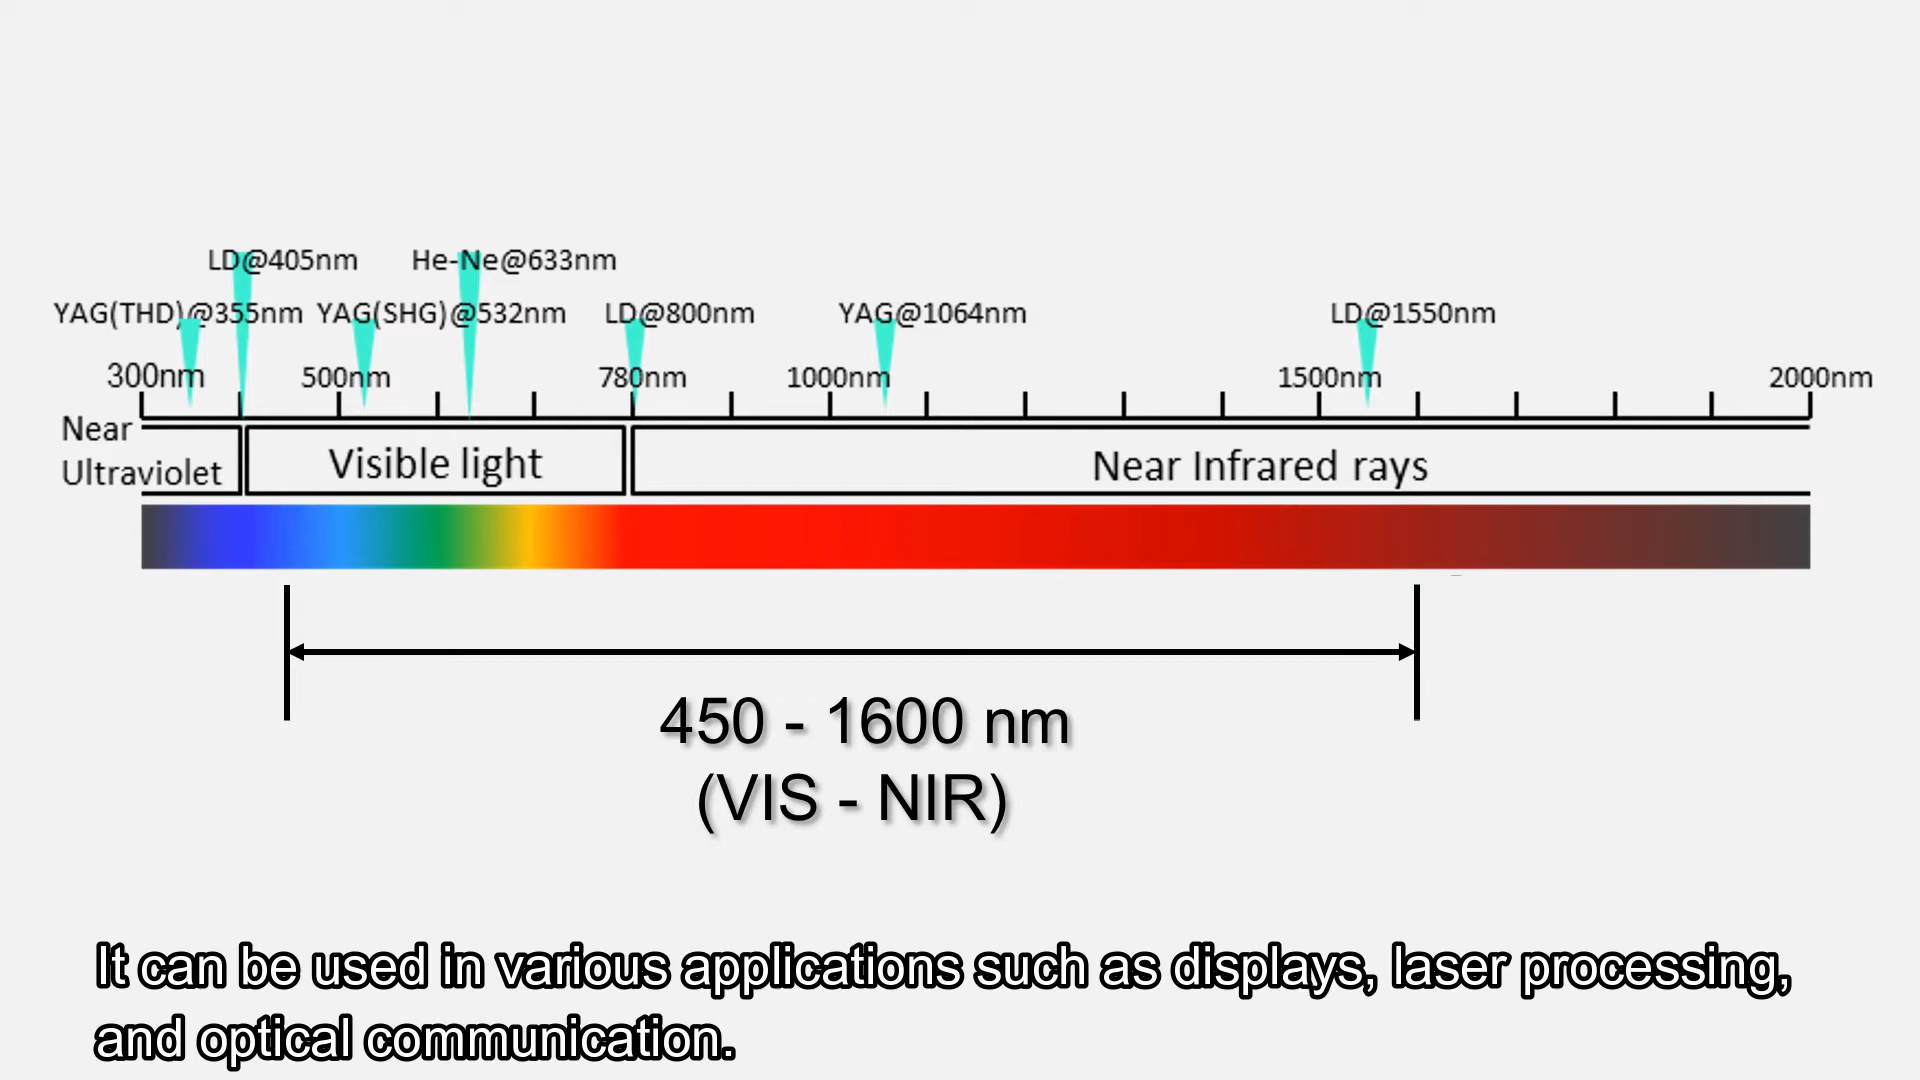 LD@405nm He-Ne@633nm
YAG(THD)@355nm YAG(SHG)@532nm LD@800nm YAG@1064nm LD@1550nm
300nm 500nm 780nm 1000nm 1500nm 2000nm
Near
Ultraviolet
Visible light
Near Infrared rays
450 - 1600 nm
(VIS - NIR)
It can be used in various applications such as displays, laser processing,
and optical communication.